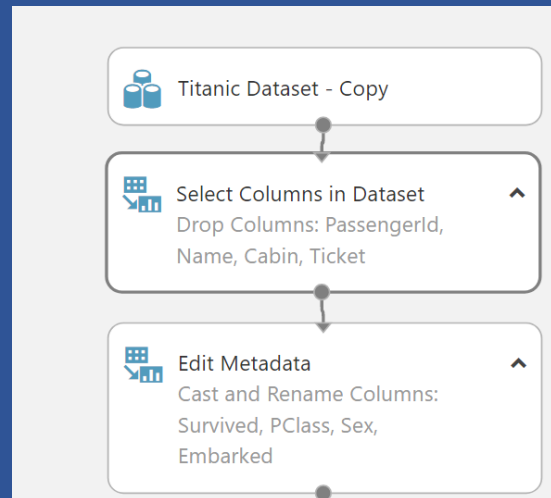 Titanic Dataset - Copy
Select Columns in Dataset
Drop Columns: PassengerId,
Name, Cabin, Ticket
Edit Metadata
Cast and Rename Columns:
Survived, PClass, Sex,
Embarked